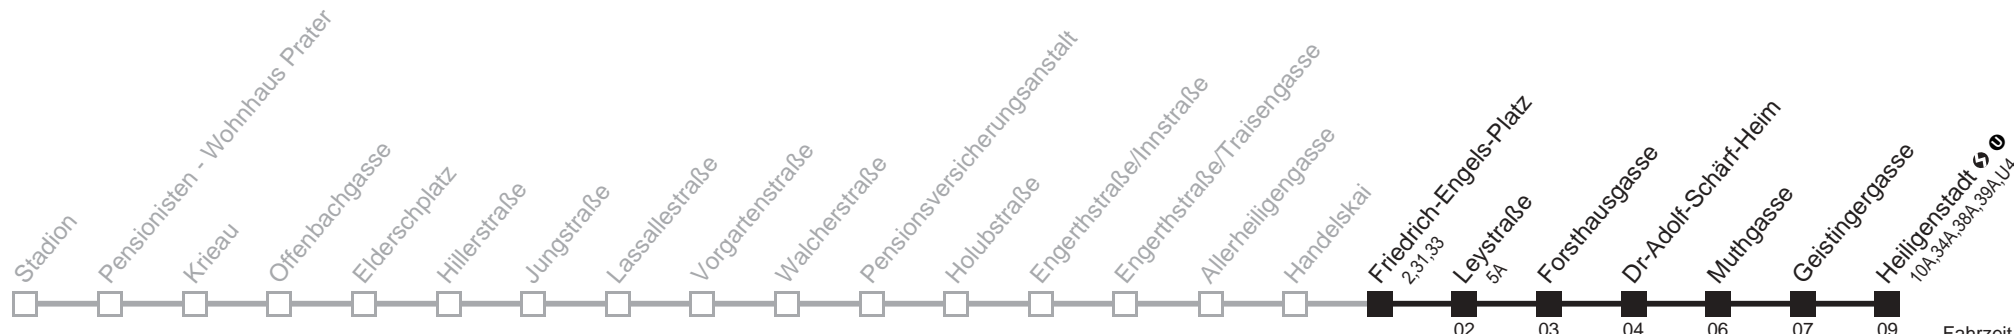 Stadion
Pensionisten - Wohnhaus Prater
Krieau
Offenbachgasse
Elderschplatz
Hillerstraße
Jungstraße
Lassallestraße
Vorgartenstraße
Walcherstraße
Pensionsversicherungsanstalt
Holubstraße
Engerthstraße/Innstraße
Engerthstraße/Traisengasse
Allerheiligengasse
Handelskai
Friedrich-Engels-Platz
2,31,33
Leystraße
5A
Forsthausgasse
Dr-Adolf-Schärf-Heim
Muthgasse
Geistingergasse
Heiligenstadt S U
10A,34A,38A,39A,U4
02 03 04 06 07 09 Fahrzeit